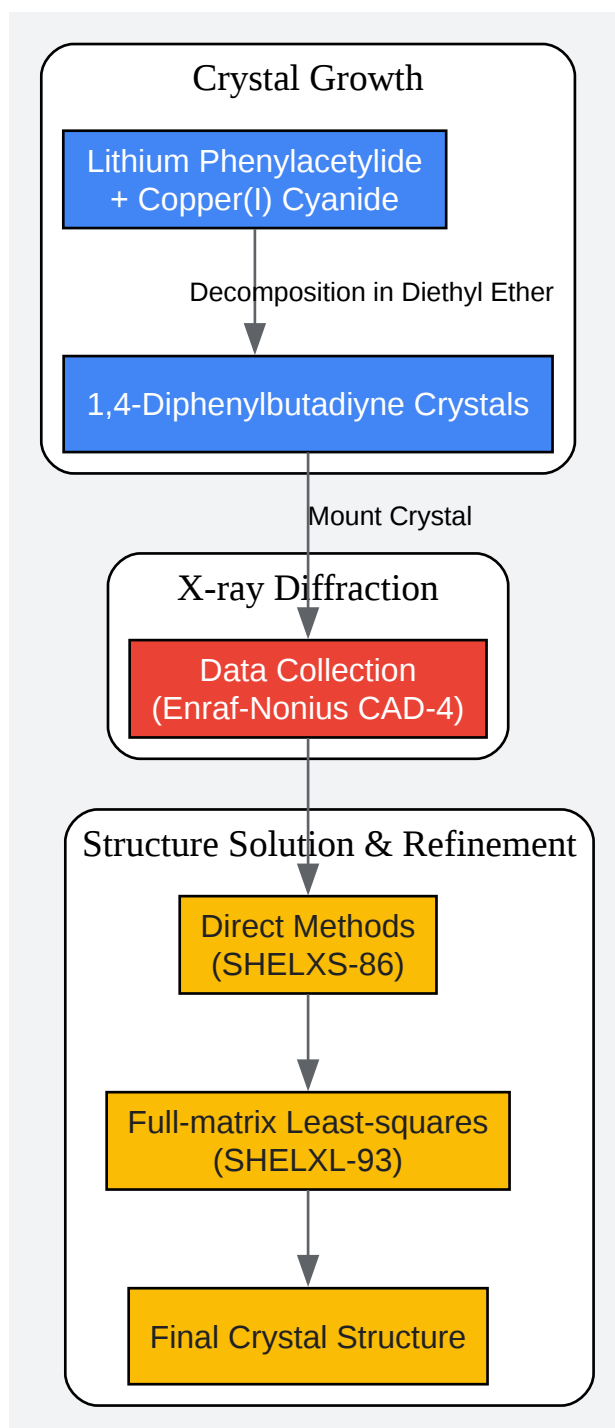 Crystal Growth
Lithium Phenylacetylide
+ Copper(I) Cyanide
Decomposition in Diethyl Ether
1,4-Diphenylbutadiyne Crystals
Mount Crystal
X-ray Diffraction
Data Collection
(Enraf-Nonius CAD-4)
Structure Solution & Refinement
Direct Methods
(SHELXS-86)
Full-matrix Least-squares
(SHELXL-93)
Final Crystal Structure